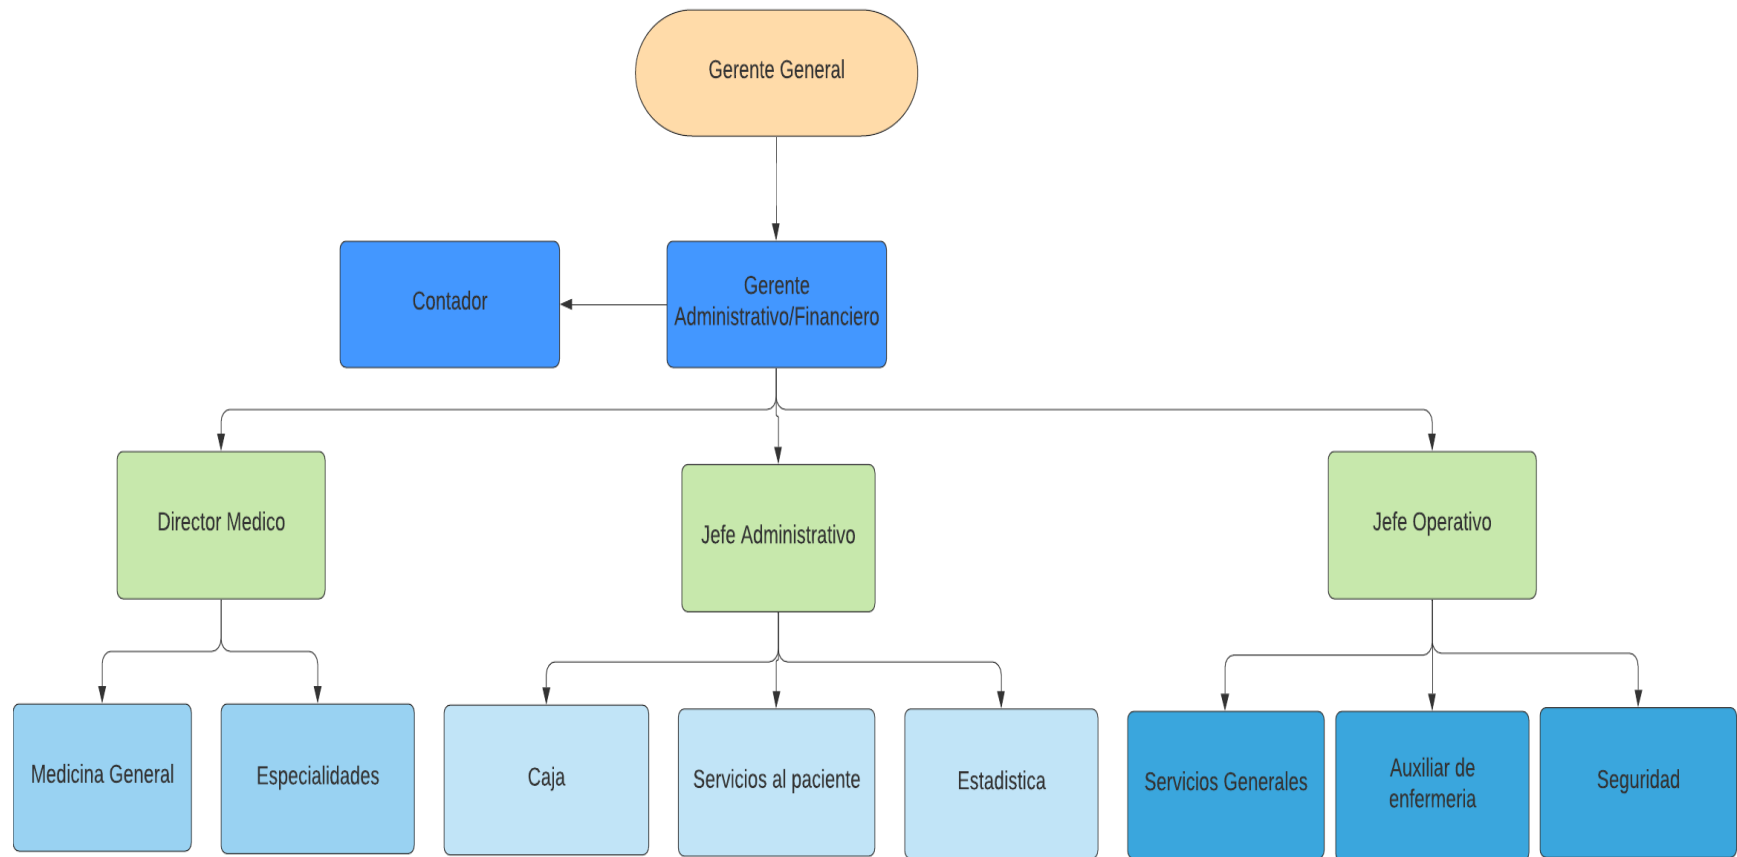 Gerente General
Contador
Gerente
Administrativo/Financiero
Director Medico
Jefe Administrativo
Jefe Operativo
Medicina General
Especialidades
Caja
Servicios al paciente
Estadistica
Servicios Generales
Auxiliar de
enfermeria
Seguridad